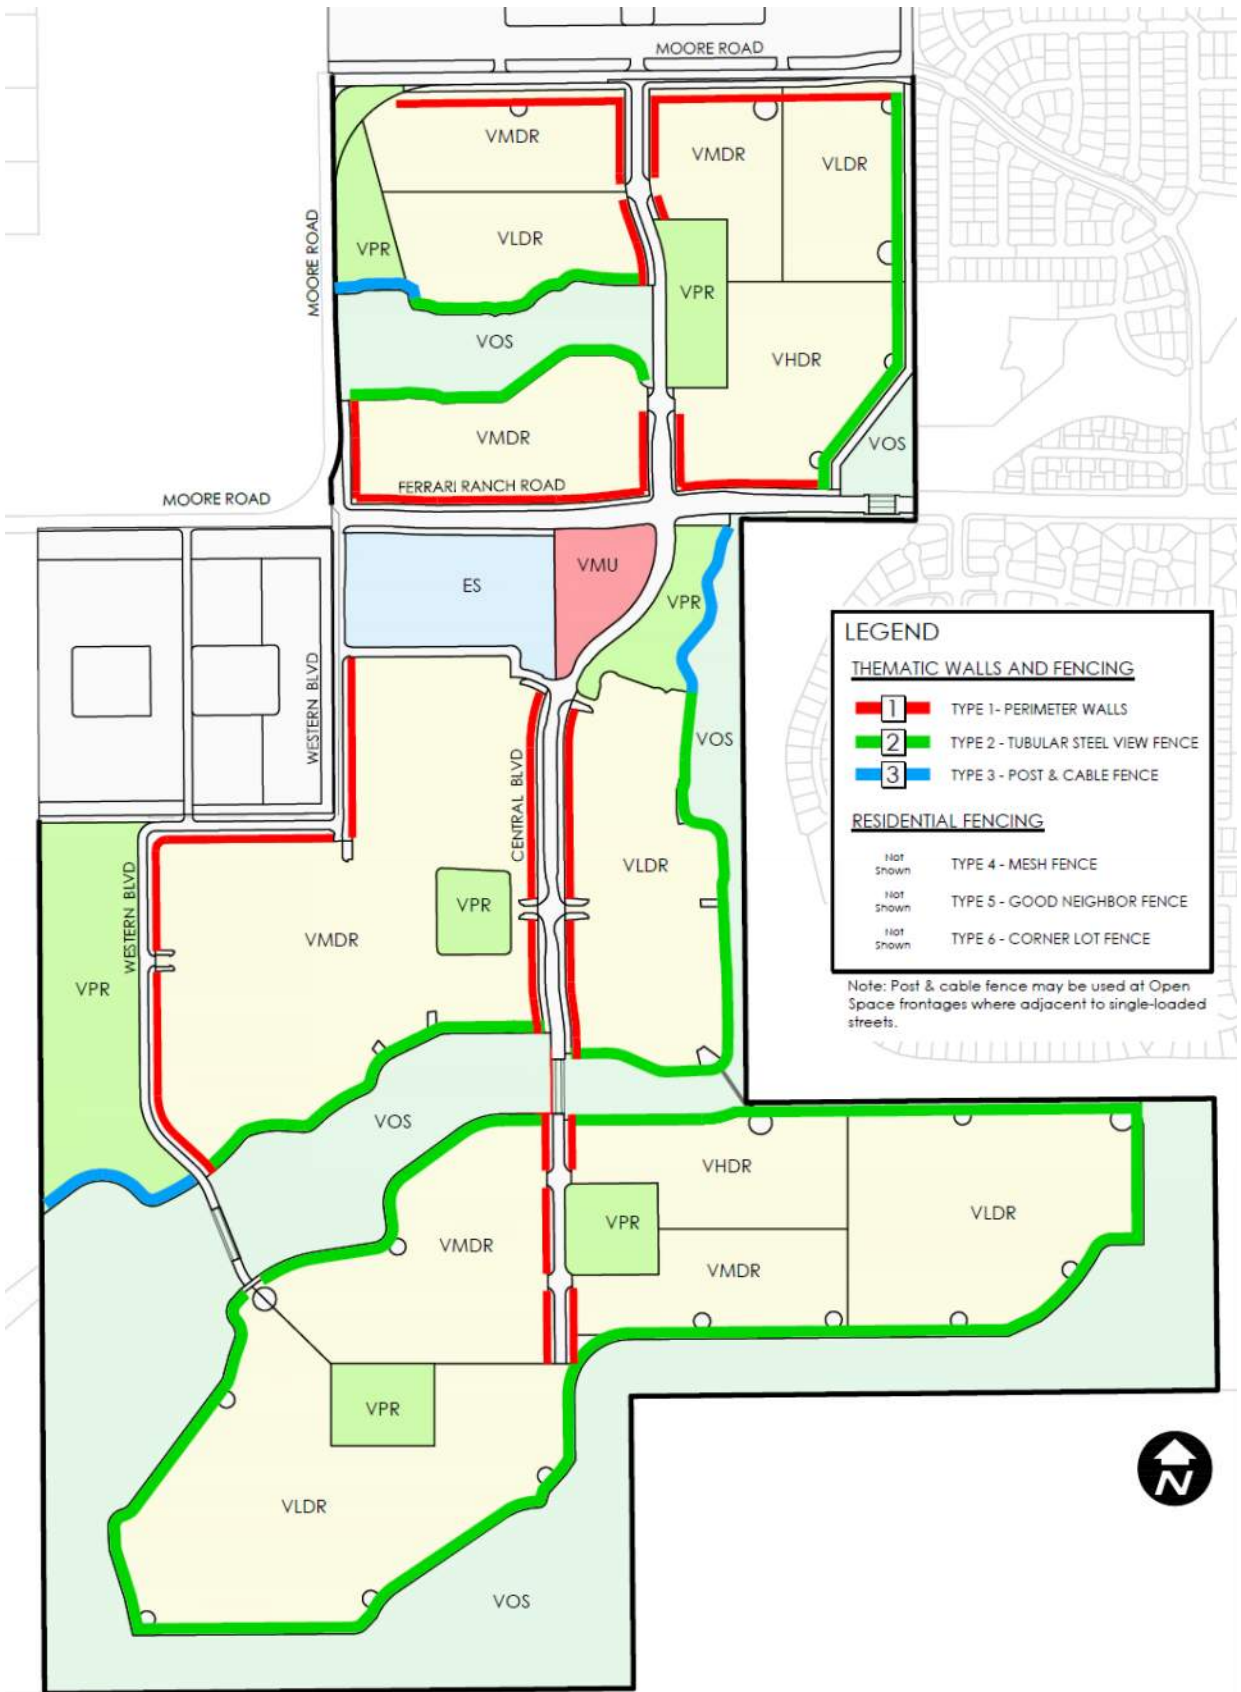 MOORE ROAD
VMDR
VMDR
VLDR
MOORE ROAD
VPR
VLDR
VPR
VOS
VHDR
VMDR
VOS
FERRARI RANCH ROAD
MOORE ROAD
ES
VMU
VPR
WESTERN BLVD
VOS
CENTRAL BLVD
VLDR
VPR
WESTERN BLVD
VMDR
VPR
VOS
VHDR
VLDR
VPR
VMDR
VMDR
VPR
VLDR
VOS
LEGEND
THEMATIC WALLS AND FENCING
1 TYPE 1- PERIMETER WALLS
2 TYPE 2 - TUBULAR STEEL VIEW FENCE
3 TYPE 3 - POST & CABLE FENCE
RESIDENTIAL FENCING
Not
Shown
TYPE 4 - MESH FENCE
Not
Shown
TYPE 5 - GOOD NEIGHBOR FENCE
Not
Shown
TYPE 6 - CORNER LOT FENCE
Note: Post & cable fence may be used at Open
Space frontages where adjacent to single-loaded
streets.
N